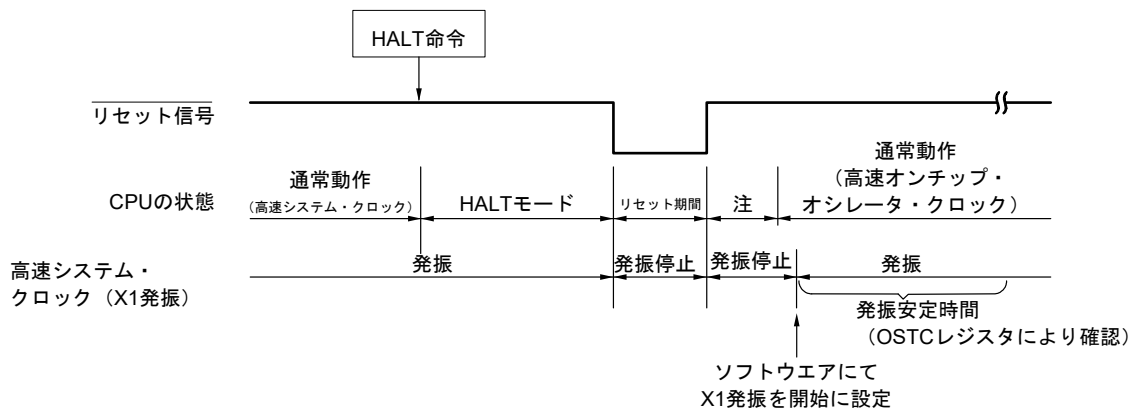 HALT命令
リセット信号
CPUの状態
通常動作
(高速システム・クロック)
HALTモード
リセット期間
注
通常動作
(高速オンチップ・
オシレータ・クロック)
高速システム・
クロック（X1発振）
発振
発振停止
発振停止
発振
発振安定時間
（OSTCレジスタにより確認）
ソフトウエアにて
X1発振を開始に設定